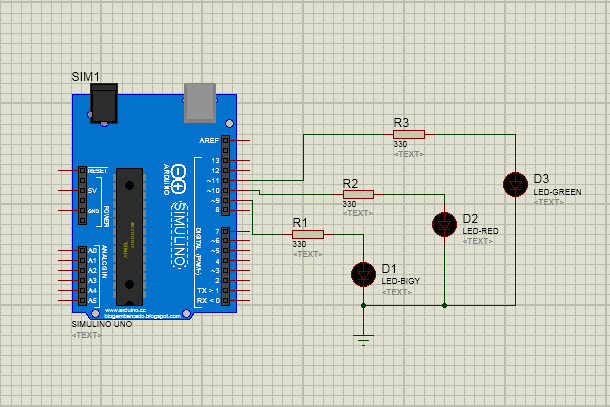 SIM1
AREF
13
12
RESET
~11
5V
~10
~9
GND
8
POWER
ARDUINO
SIMULINO
A0
A1
A2
A3
A4
A5
ANALOG IN
DIGITAL (PWM~)
7
~6
~5
4
~3
2
TX > 1
RX < 0
www.arduino.cc
blogembarcado.blogspot.com
SIMULINO UNO
<TEXT>
R3
330
<TEXT>
R2
330
<TEXT>
R1
330
<TEXT>
D3
LED-GREEN
<TEXT>
D2
LED-RED
<TEXT>
D1
LED-BIGY
<TEXT>